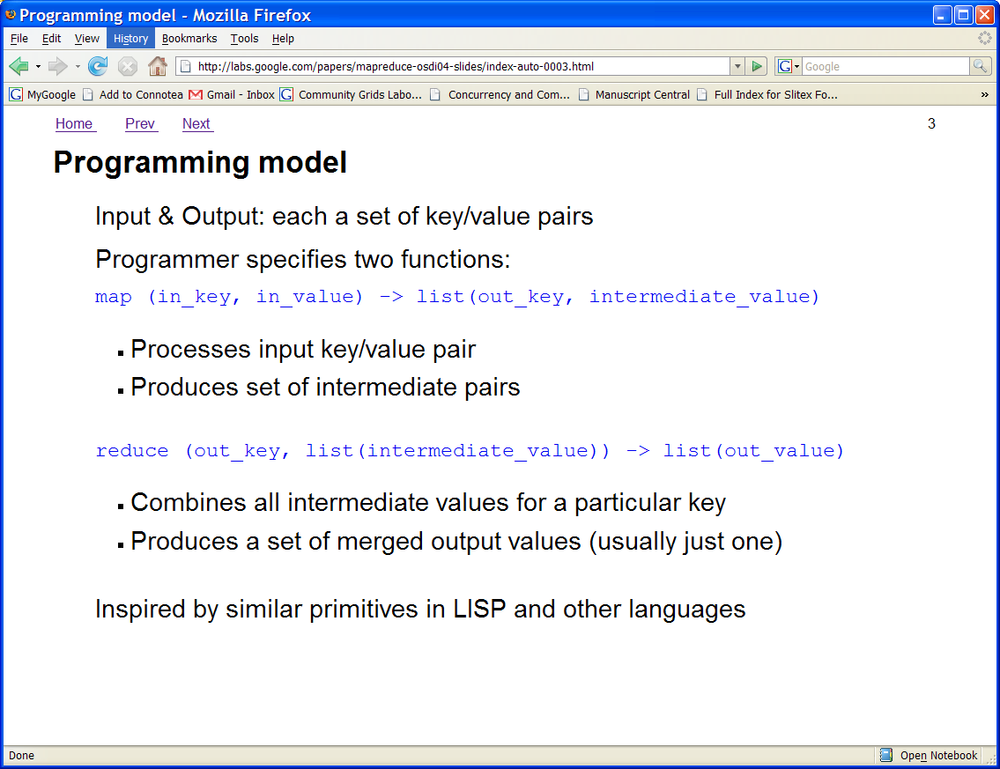 Programming model - Mozilla Firefox
File Edit View History Bookmarks Tools Help
http://labs.google.com/papers/mapreduce-osdi04-slides/index-auto-0003.html
G Google
G MyGoogle Add to Connotea Gmail - Inbox G Community Grids Labo... Concurrency and Com... Manuscript Central Full Index for Slitex Fo... »
Home Prev Next 3
Programming model
Input & Output: each a set of key/value pairs
Programmer specifies two functions:
map (in_key, in_value) -> list(out_key, intermediate_value)
▪ Processes input key/value pair
▪ Produces set of intermediate pairs
reduce (out_key, list(intermediate_value)) -> list(out_value)
▪ Combines all intermediate values for a particular key
▪ Produces a set of merged output values (usually just one)
Inspired by similar primitives in LISP and other languages
Done Open Notebook